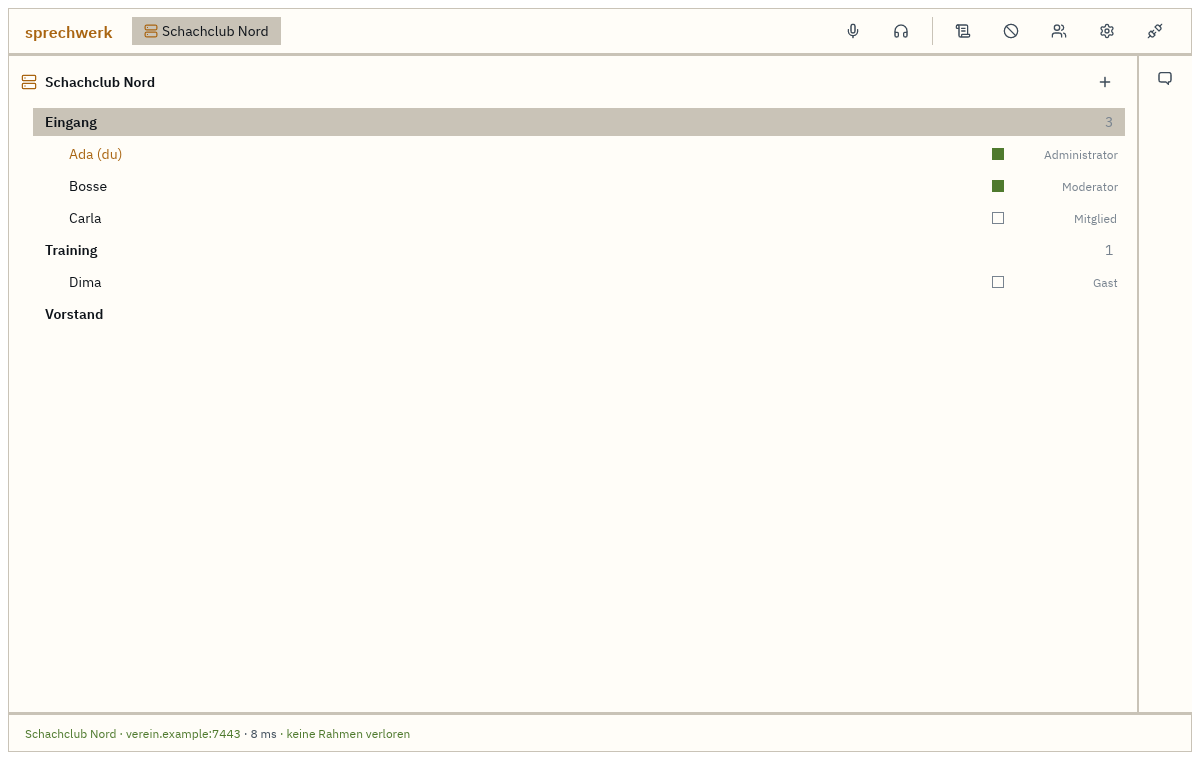 sprechwerk
Schachclub Nord
Schachclub Nord
Eingang 3
Ada (du) Administrator
Bosse Moderator
Carla Mitglied
Training 1
Dima Gast
Vorstand
Schachclub Nord · verein.example:7443 · 8 ms · keine Rahmen verloren